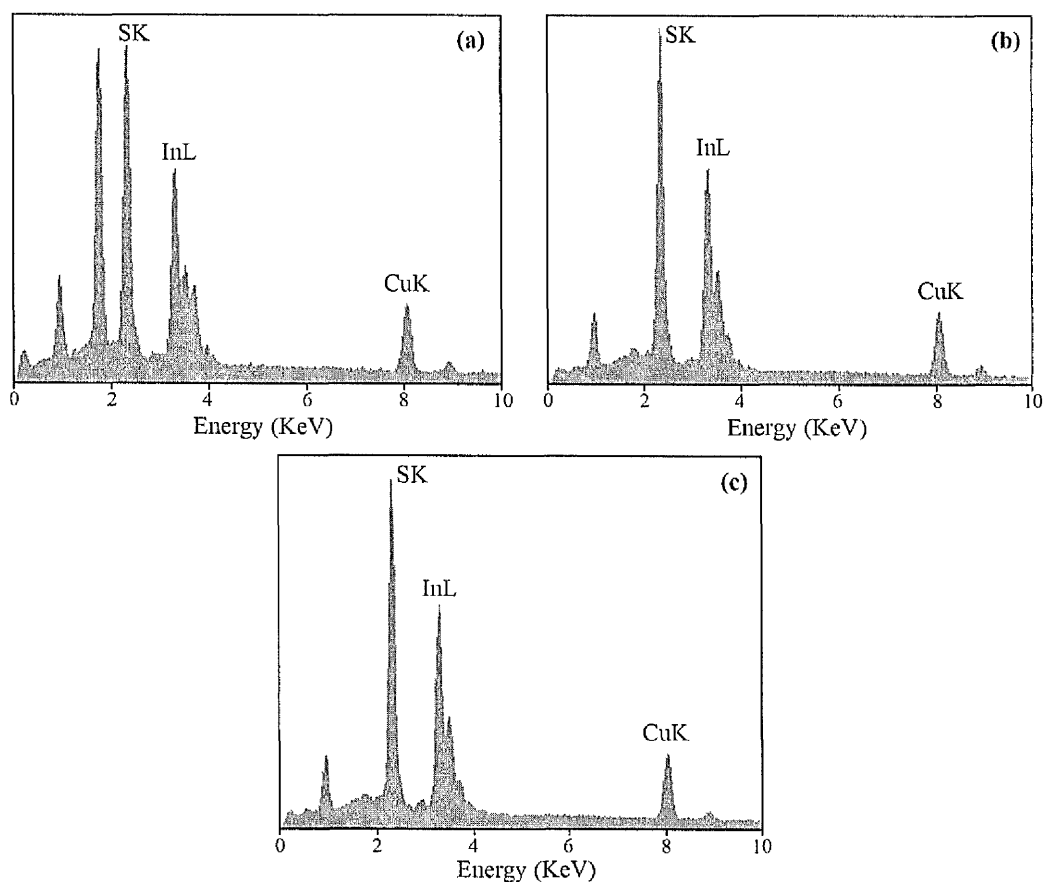 SK
(a)
InL
CuK
0 2 4 6 8 10
Energy (KeV)
SK
(b)
InL
CuK
0 2 4 6 8 10
Energy (KeV)
SK
(c)
InL
CuK
0 2 4 6 8 10
Energy (KeV)